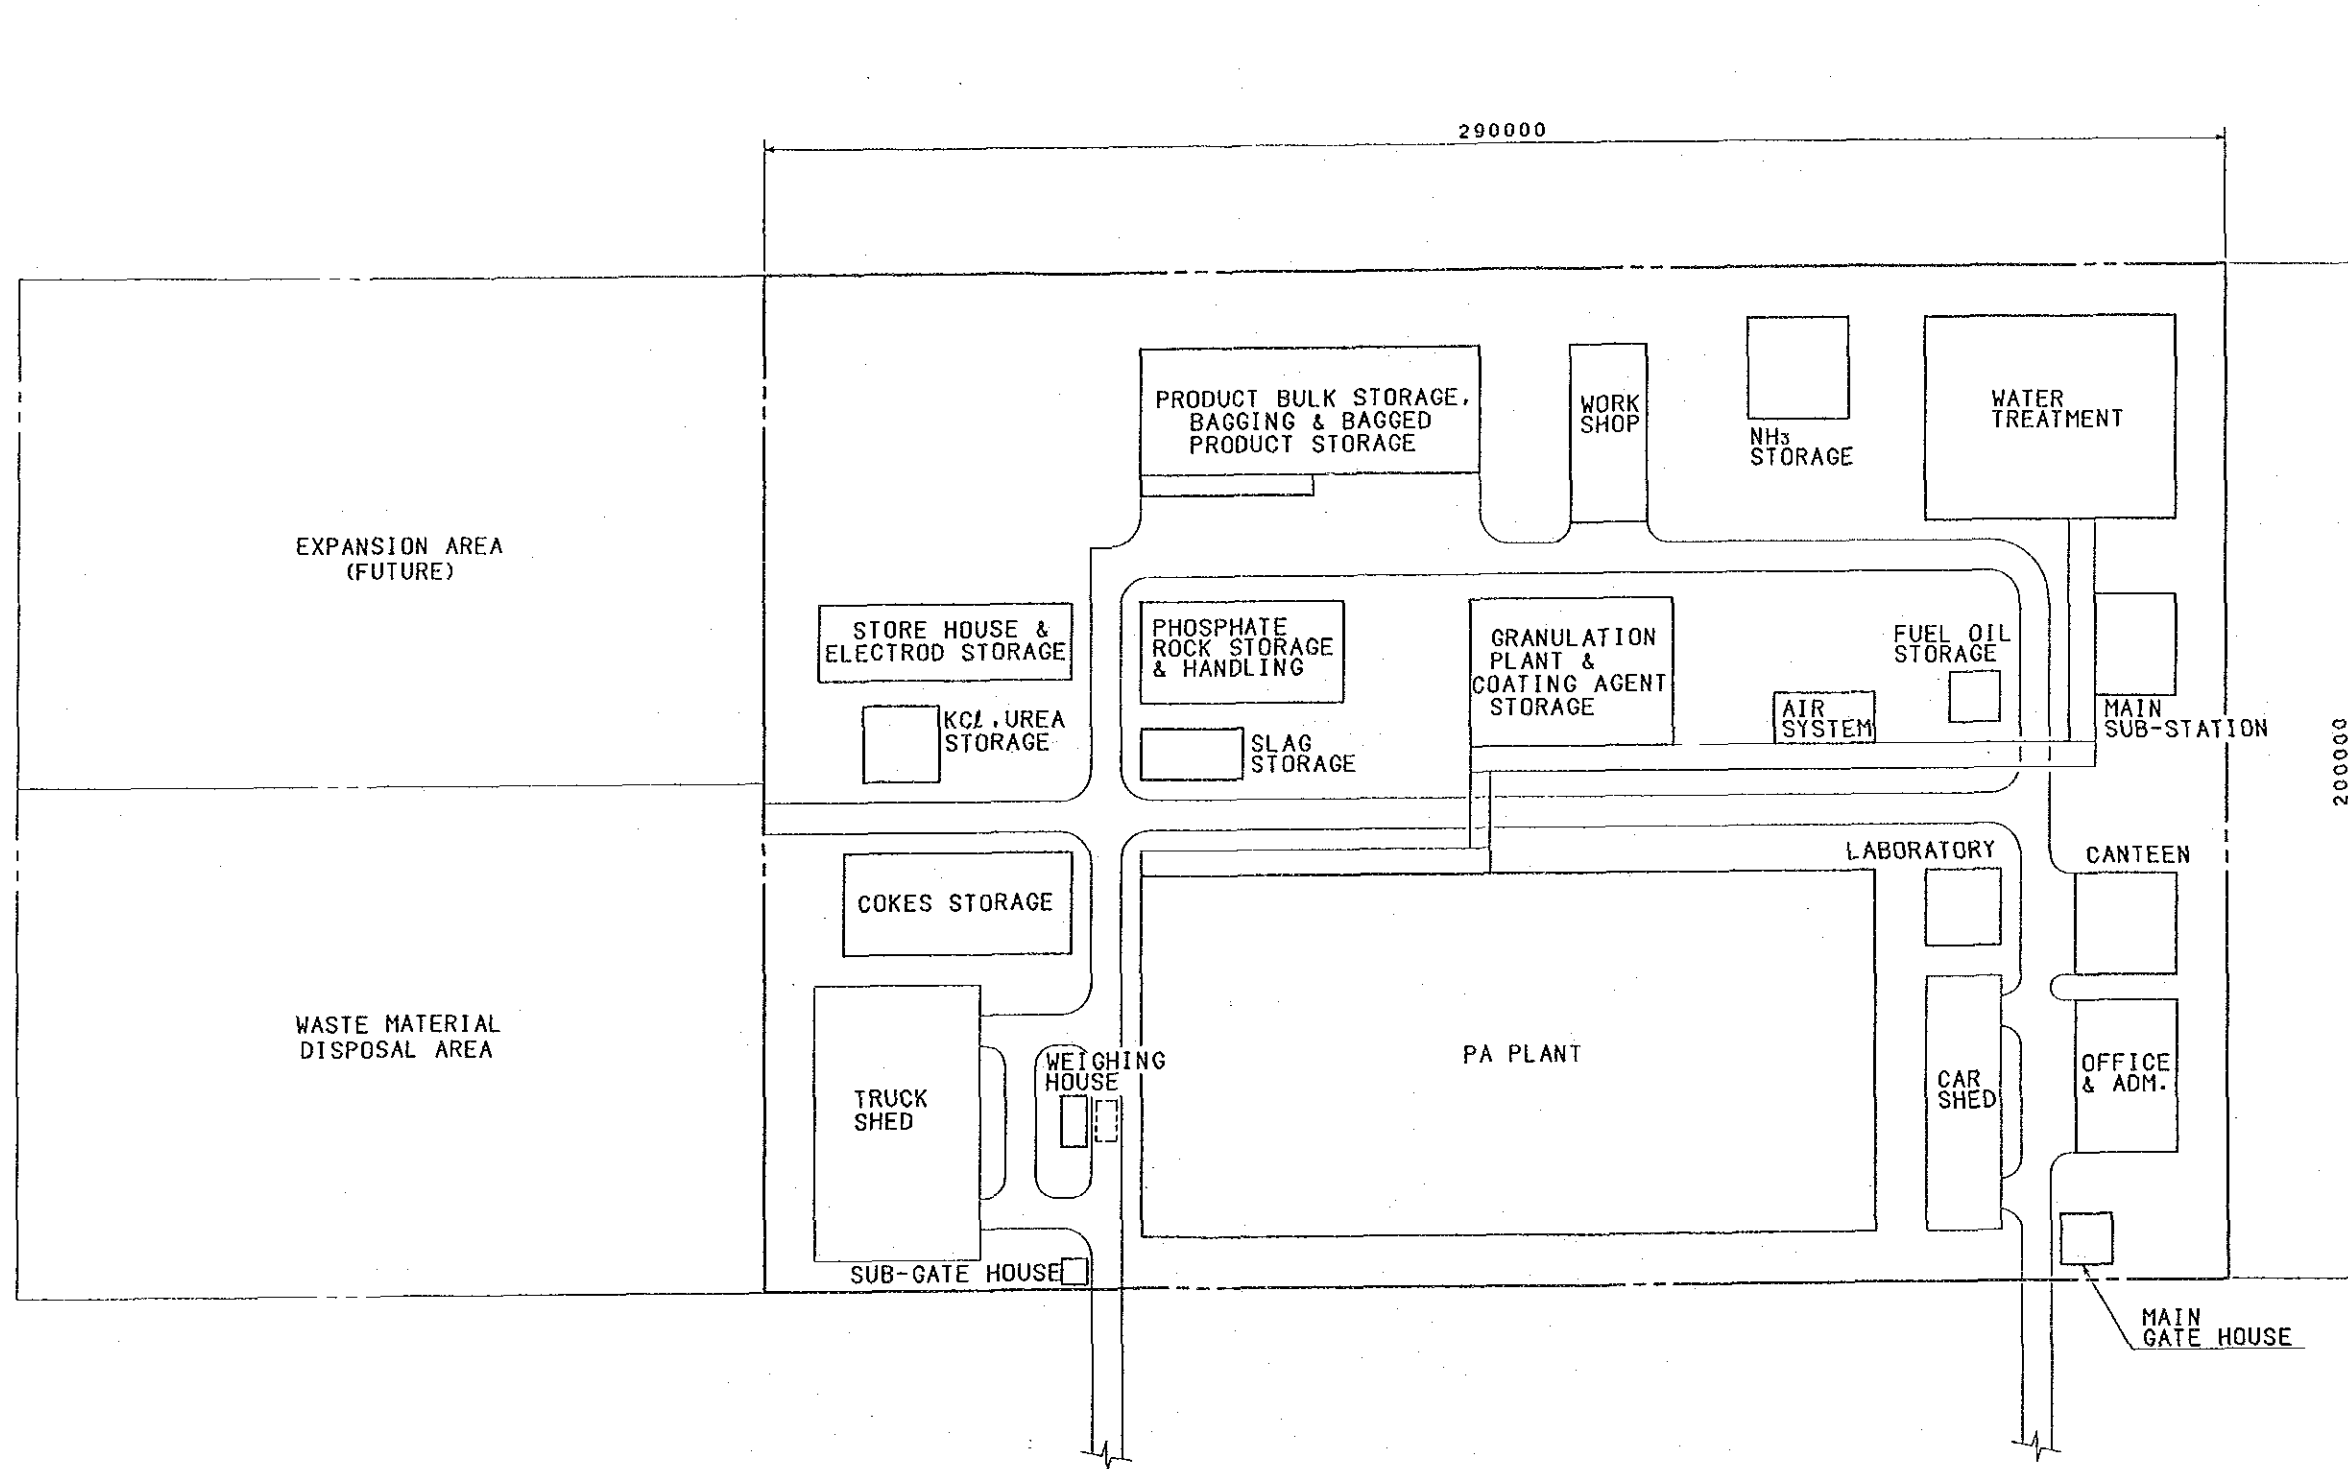 290000
PRODUCT BULK STORAGE,
BAGGING & BAGGED
PRODUCT STORAGE
WORK
SHOP
NH₃
STORAGE
WATER
TREATMENT
EXPANSION AREA
(FUTURE)
STORE HOUSE &
ELECTROD STORAGE
PHOSPHATE
ROCK STORAGE
& HANDLING
GRANULATION
PLANT &
COATING AGENT
STORAGE
FUEL OIL
STORAGE
KCℓ, UREA
STORAGE
SLAG
STORAGE
AIR
SYSTEM
MAIN
SUB-STATION
200000
LABORATORY
CANTEEN
COKES STORAGE
WASTE MATERIAL
DISPOSAL AREA
TRUCK
SHED
WEIGHING
HOUSE
PA PLANT
CAR
SHED
OFFICE
& ADM.
SUB-GATE HOUSE
MAIN
GATE HOUSE